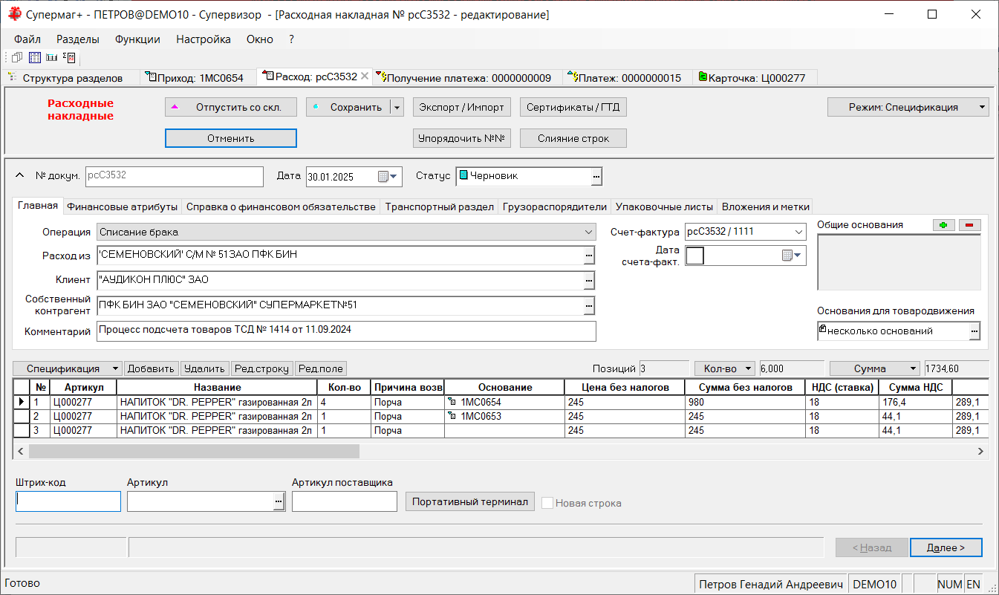 Супермаг+ - ПЕТРОВ@DEMO10 - Супервизор - [Расходная накладная № рсС3532 - редактирование]
Файл Разделы Функции Настройка Окно ?
Структура разделов Приход: 1МС0654 Расход: рсС3532 Получение платежа: 0000000009 Платеж: 0000000015 Карточка: Ц000277
Расходные
накладные
Отпустить со скл. Сохранить Экспорт / Импорт Сертификаты / ГТД Режим: Спецификация
Отменить Упорядочить №№ Слияние строк
№ докум. рсС3532 Дата 30.01.2025 Статус Черновик ...
Главная Финансовые атрибуты Справка о финансовом обязательстве Транспортный раздел Грузораспорядители Упаковочные листы Вложения и метки
Операция Списание брака Счет-фактура рсС3532 / 1111 Общие основания
Расход из 'СЕМЕНОВСКИЙ' С/М № 51ЗАО ПФК БИН ... Дата
счета-факт.
Клиент "АУДИКОН ПЛЮС" ЗАО ...
Собственный
контрагент ПФК БИН ЗАО "СЕМЕНОВСКИЙ" СУПЕРМАРКЕТ№51 ... Основания для товародвижения
Комментарий Процесс подсчета товаров ТСД № 1414 от 11.09.2024 несколько оснований ...
Спецификация Добавить Удалить Ред.строку Ред.поле Позиций 3 Кол-во 6,000 Сумма 1734,60
№ Артикул Название Кол-во Причина возв Основание Цена без налогов Сумма без налогов НДС (ставка) Сумма НДС
1 Ц000277 НАПИТОК "DR. PEPPER" газированная 2л 4 Порча 1МС0654 245 980 18 176,4 289,1
2 Ц000277 НАПИТОК "DR. PEPPER" газированная 2л 1 Порча 1МС0653 245 245 18 44,1 289,1
3 Ц000277 НАПИТОК "DR. PEPPER" газированная 2л 1 Порча 245 245 18 44,1 289,1
Штрих-код Артикул Артикул поставщика
... Портативный терминал Новая строка
< Назад Далее >
Готово Петров Генадий Андреевич DEMO10 NUM EN